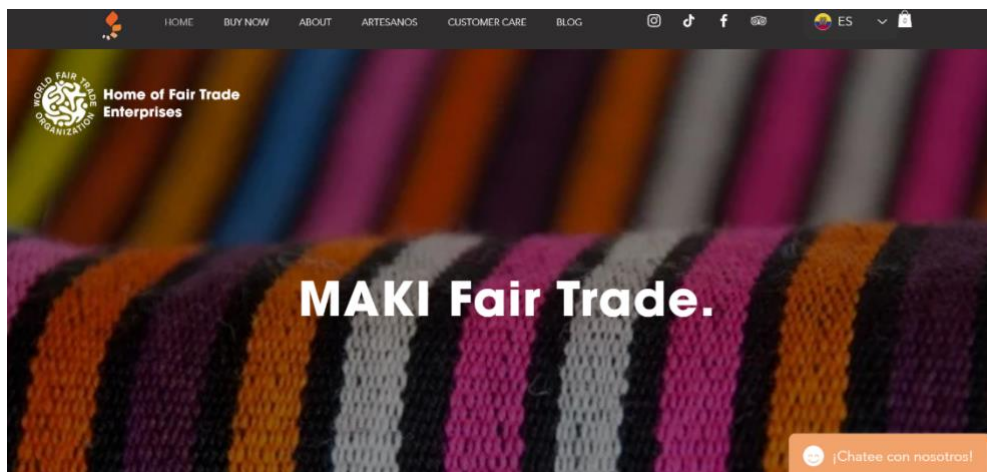 HOME BUY NOW ABOUT ARTESANOS CUSTOMER CARE BLOG ES 0
WORLD FAIR TRADE ORGANIZATION
Home of Fair Trade
Enterprises
MAKI Fair Trade.
¡Chatee con nosotros!